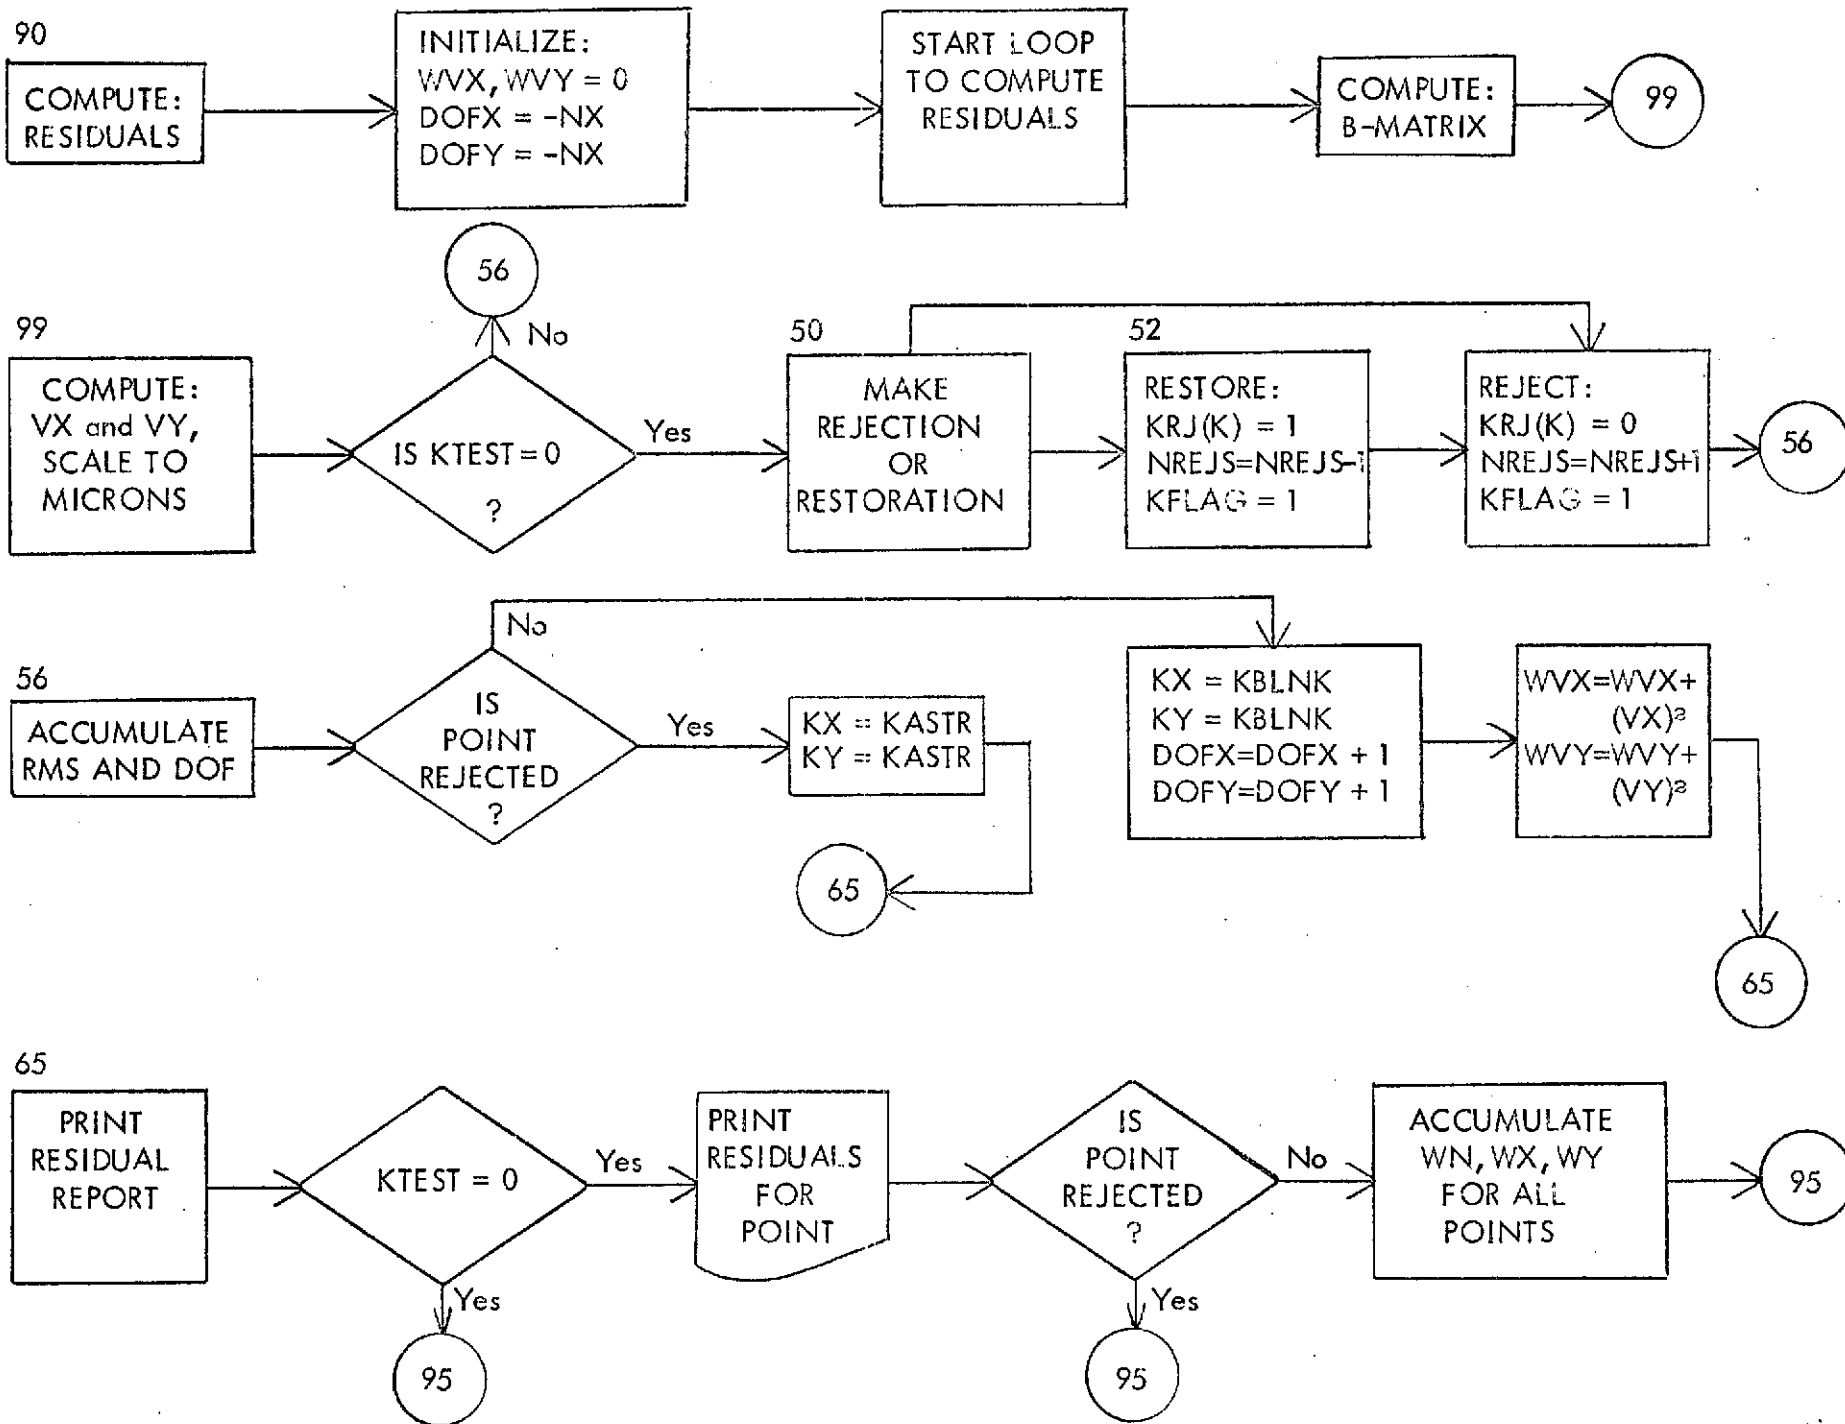 90
COMPUTE:
RESIDUALS
INITIALIZE:
WVX, WVY = 0
DOFX = -NX
DOFY = -NX
START LOOP
TO COMPUTE
RESIDUALS
COMPUTE:
B-MATRIX
99
56
No
99
COMPUTE:
VX and VY,
SCALE TO
MICRONS
IS KTEST = 0
?
Yes
50
MAKE
REJECTION
OR
RESTORATION
52
RESTORE:
KRJ(K) = 1
NREJS=NREJS-1
KFLAG = 1
REJECT:
KRJ(K) = 0
NREJS=NREJS+1
KFLAG = 1
56
56
ACCUMULATE
RMS AND DOF
No
IS
POINT
REJECTED
?
Yes
KX = KASTR
KY = KASTR
65
KX = KBLNK
KY = KBLNK
DOFX=DOFX + 1
DOFY=DOFY + 1
WVX=WVX+
(VX)²
WVY=WVY+
(VY)²
65
65
PRINT
RESIDUAL
REPORT
KTEST = 0
Yes
Yes
95
PRINT
RESIDUALS
FOR
POINT
IS
POINT
REJECTED
?
No
Yes
95
ACCUMULATE
WN, WX, WY
FOR ALL
POINTS
95